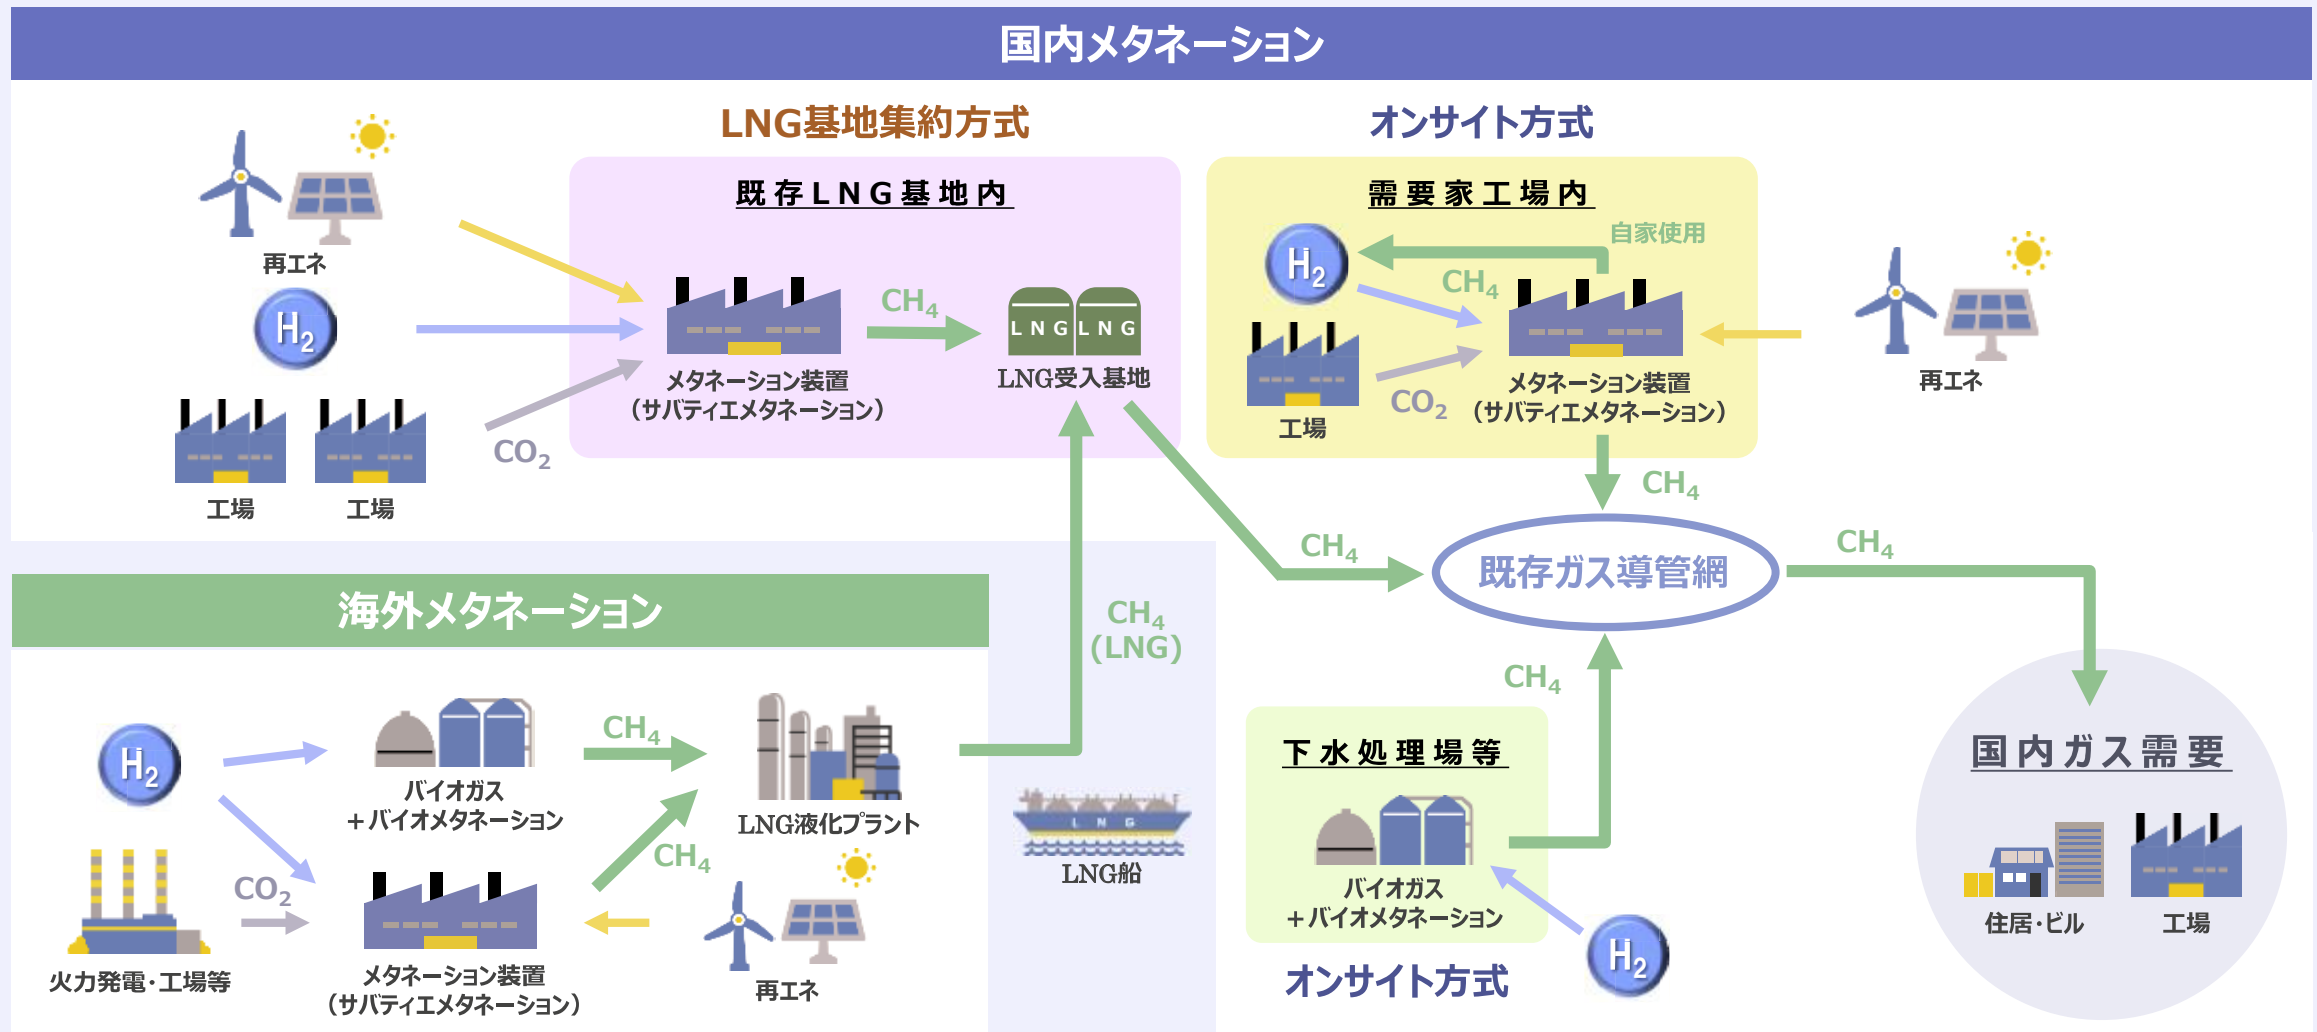 国内メタネーション
LNG基地集約方式
オンサイト方式
既存LNG基地内
需要家工場内
再エネ
H2
工場
工場
CO2
メタネーション装置
（サバティエメタネーション）
CH4
LNG LNG
LNG受入基地
自家使用
H2
CH4
工場
CO2
メタネーション装置
（サバティエメタネーション）
再エネ
CH4
CH4
既存ガス導管網
CH4
海外メタネーション
CH4
(LNG)
H2
バイオガス
＋バイオメタネーション
CH4
LNG液化プラント
CH4
CO2
火力発電・工場等
メタネーション装置
（サバティエメタネーション）
再エネ
LNG
LNG船
CH4
下水処理場等
バイオガス
＋バイオメタネーション
H2
オンサイト方式
国内ガス需要
住居・ビル
工場